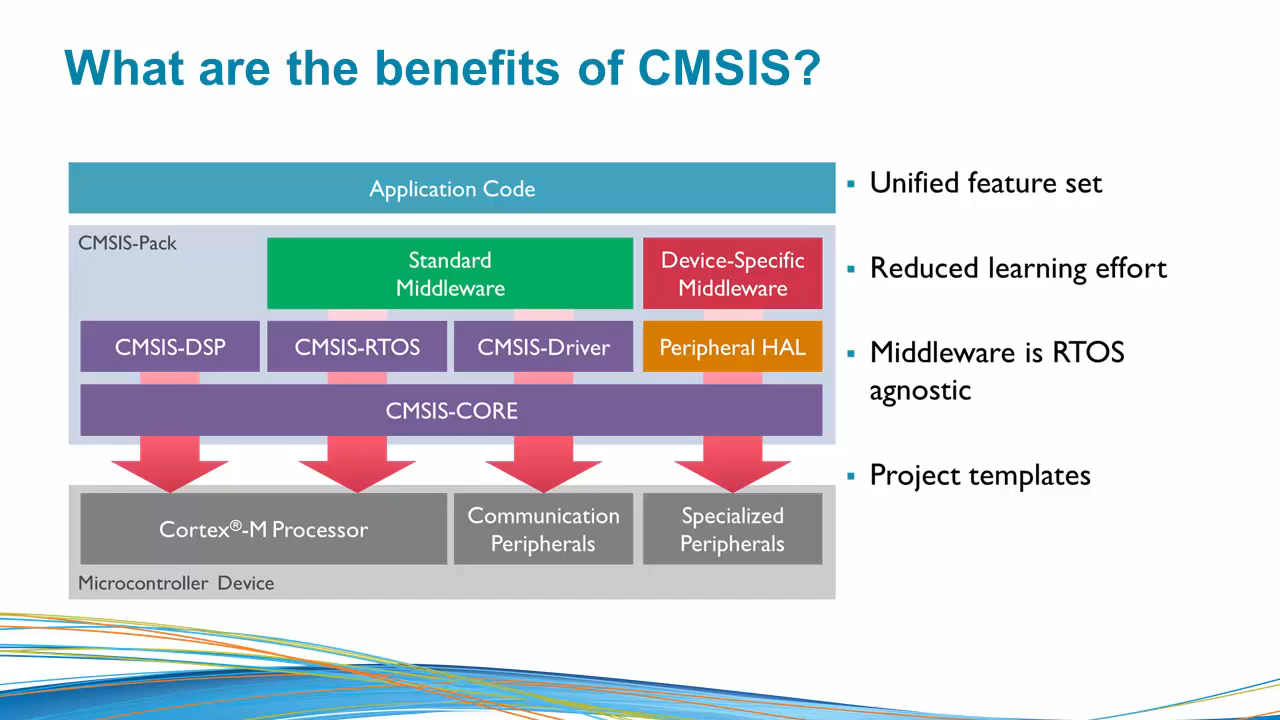 What are the benefits of CMSIS?
Application Code
CMSIS-Pack
Standard
Middleware
Device-Specific
Middleware
CMSIS-DSP
CMSIS-RTOS
CMSIS-Driver
Peripheral HAL
CMSIS-CORE
Cortex®-M Processor
Communication
Peripherals
Specialized
Peripherals
Microcontroller Device
▪ Unified feature set
▪ Reduced learning effort
▪ Middleware is RTOS
agnostic
▪ Project templates